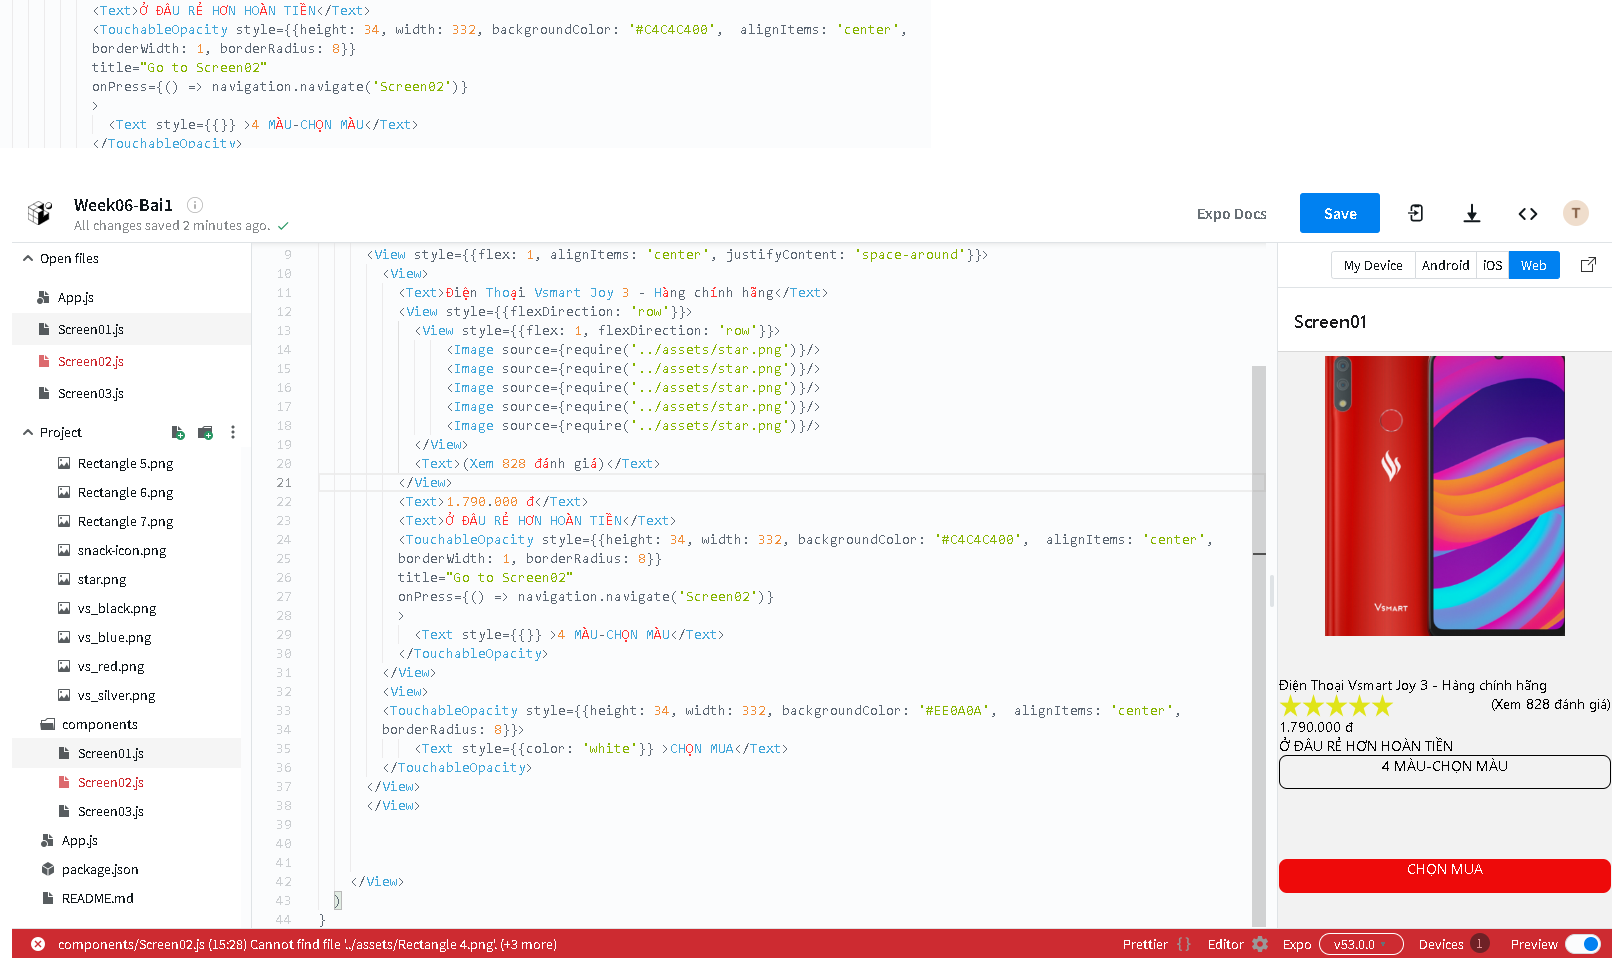 <Text>Ở ĐÂU RẺ HƠN HOÀN TIỀN</Text>
<TouchableOpacity style={{height: 34, width: 332, backgroundColor: '#C4C4C400',  alignItems: 'center',
borderWidth: 1, borderRadius: 8}}
title="Go to Screen02"
onPress={() => navigation.navigate('Screen02')}
>
<Text style={{}} >4 MÀU-CHỌN MÀU</Text>
</TouchableOpacity>
Week06-Bai1
All changes saved 2 minutes ago.
Expo Docs
Save
T
Open files
App.js
Screen01.js
Screen02.js
Screen03.js
Project
Rectangle 5.png
Rectangle 6.png
Rectangle 7.png
snack-icon.png
star.png
vs_black.png
vs_blue.png
vs_red.png
vs_silver.png
components
Screen01.js
Screen02.js
Screen03.js
App.js
package.json
README.md
9 <View style={{flex: 1, alignItems: 'center', justifyContent: 'space-around'}}>
10 <View>
11 <Text>Điện Thoại Vsmart Joy 3 - Hàng chính hãng</Text>
12 <View style={{flexDirection: 'row'}}>
13 <View style={{flex: 1, flexDirection: 'row'}}>
14 <Image source={require('../assets/star.png')}/>
15 <Image source={require('../assets/star.png')}/>
16 <Image source={require('../assets/star.png')}/>
17 <Image source={require('../assets/star.png')}/>
18 <Image source={require('../assets/star.png')}/>
19 </View>
20 <Text>(Xem 828 đánh giá)</Text>
21 </View>
22 <Text>1.790.000 đ</Text>
23 <Text>Ở ĐÂU RẺ HƠN HOÀN TIỀN</Text>
24 <TouchableOpacity style={{height: 34, width: 332, backgroundColor: '#C4C4C400',  alignItems: 'center',
25 borderWidth: 1, borderRadius: 8}}
26 title="Go to Screen02"
27 onPress={() => navigation.navigate('Screen02')}
28 >
29 <Text style={{}} >4 MÀU-CHỌN MÀU</Text>
30 </TouchableOpacity>
31 </View>
32 <View>
33 <TouchableOpacity style={{height: 34, width: 332, backgroundColor: '#EE0A0A',  alignItems: 'center',
34 borderRadius: 8}}>
35 <Text style={{color: 'white'}} >CHỌN MUA</Text>
36 </TouchableOpacity>
37 </View>
38 </View>
39
40
41
42 </View>
43 )
44 }
My Device
Android
iOS
Web
Screen01
VSMART
Điện Thoại Vsmart Joy 3 - Hàng chính hãng
(Xem 828 đánh giá)
1.790.000 đ
Ở ĐÂU RẺ HƠN HOÀN TIỀN
4 MÀU-CHỌN MÀU
CHỌN MUA
components/Screen02.js (15:28) Cannot find file '../assets/Rectangle 4.png'. (+3 more)
Prettier { }
Editor
Expo
v53.0.0
Devices 1
Preview